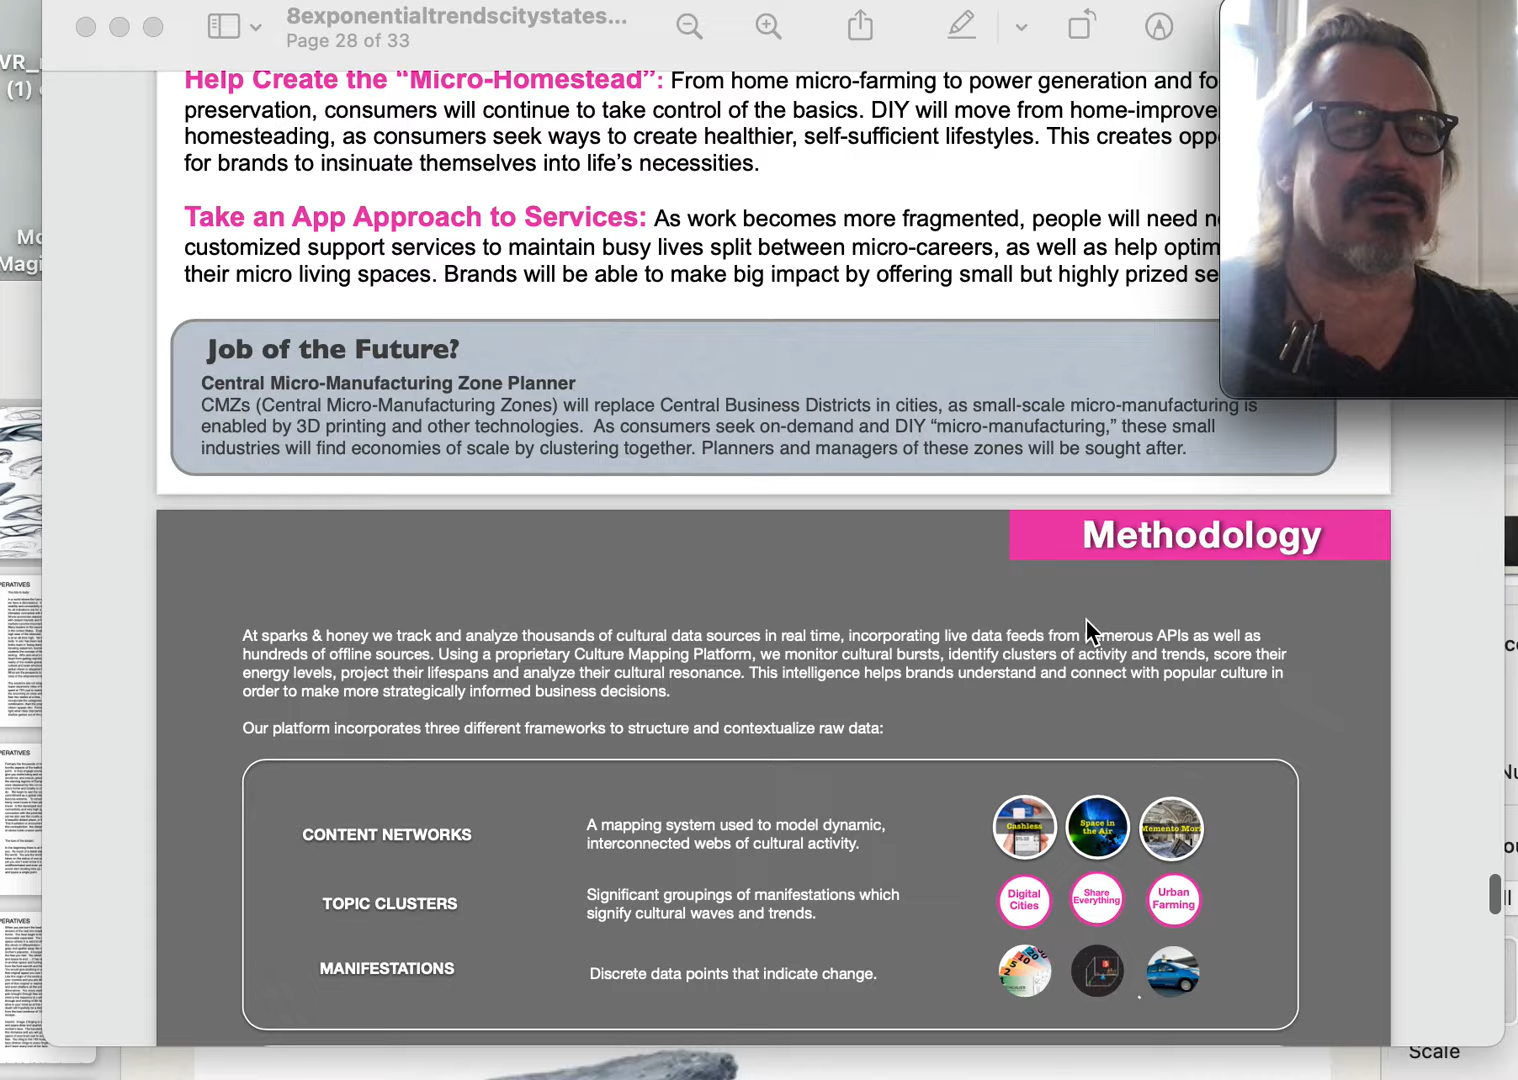 8exponentialtrendscitystates...
Page 28 of 33
VR_
(1)
Magi
Help Create the “Micro-Homestead”: From home micro-farming to power generation and
preservation, consumers will continue to take control of the basics. DIY will move from
homesteading, as consumers seek ways to create healthier, self-sufficient lifestyles. This creates
for brands to insinuate themselves into life’s necessities.
Take an App Approach to Services: As work becomes more fragmented, people will need
customized support services to maintain busy lives split between micro-careers, as well as help
their micro living spaces. Brands will be able to make big impact by offering small but highly prized
Job of the Future?
Central Micro-Manufacturing Zone Planner
CMZs (Central Micro-Manufacturing Zones) will replace Central Business Districts in cities, as small-scale micro-manufacturing is
enabled by 3D printing and other technologies. As consumers seek on-demand and DIY “micro-manufacturing,” these small
industries will find economies of scale by clustering together. Planners and managers of these zones will be sought after.
Methodology
At sparks & honey we track and analyze thousands of cultural data sources in real time, incorporating live data feeds from numerous APIs as well as
hundreds of offline sources. Using a proprietary Culture Mapping Platform, we monitor cultural bursts, identify clusters of activity and trends, score their
energy levels, project their lifespans and analyze their cultural resonance. This intelligence helps brands understand and connect with popular culture in
order to make more strategically informed business decisions.
Our platform incorporates three different frameworks to structure and contextualize raw data:
CONTENT NETWORKS
A mapping system used to model dynamic,
interconnected webs of cultural activity.
Cashless
Space in
the Air
Memento Mori
TOPIC CLUSTERS
Significant groupings of manifestations which
signify cultural waves and trends.
Digital
Cities
Share
Everything
Urban
Farming
MANIFESTATIONS
Discrete data points that indicate change.
Scale